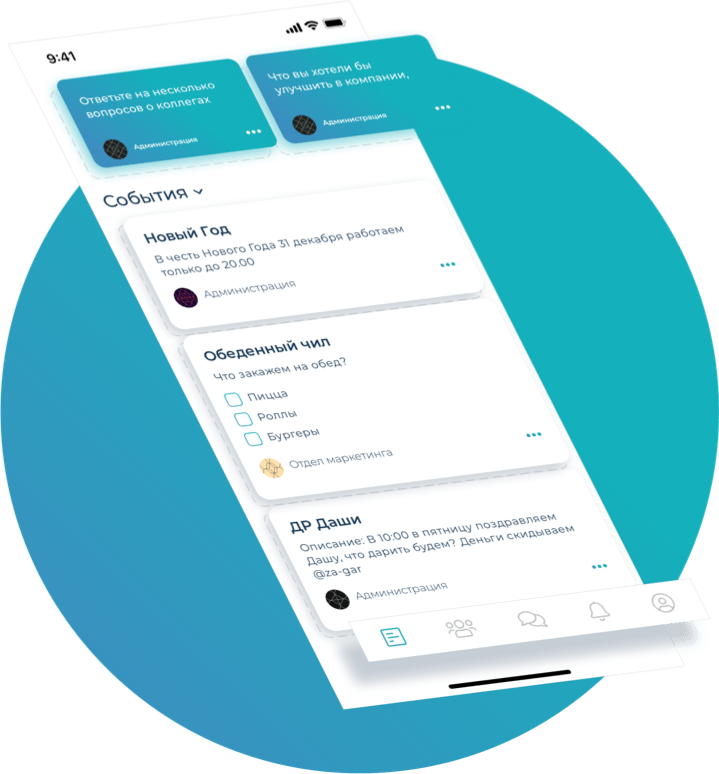 9:41
Ответьте на несколько
вопросов о коллегах
Администрация
Что вы хотели бы
улучшить в компании,
Администрация
События
Новый Год
В честь Нового Года 31 декабря работаем
только до 20.00
Администрация
Обеденный чил
Что закажем на обед?
Пицца
Роллы
Бургеры
Отдел маркетинга
ДР Даши
Описание: В 10:00 в пятницу поздравляем
Дашу, что дарить будем? Деньги скидываем
@za-gar
Администрация